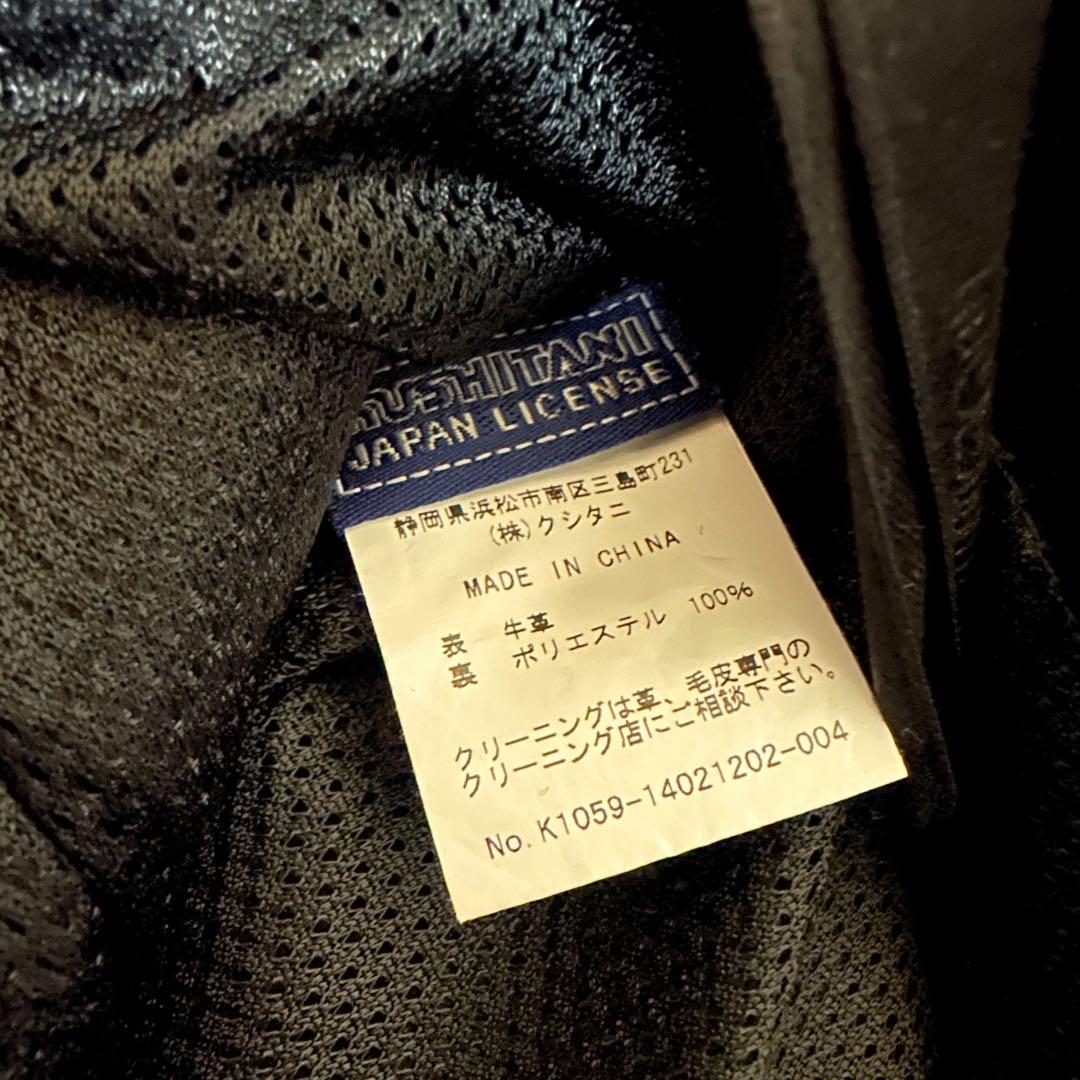 KUSHITANI
JAPAN LICENSE
静岡県浜松市南区三島町231
(株)クシタニ
MADE IN CHINA
表 牛革
裏 ポリエステル 100%
クリーニングは革、毛皮専門の
クリーニング店にご相談下さい。
No. K1059-14021202-004